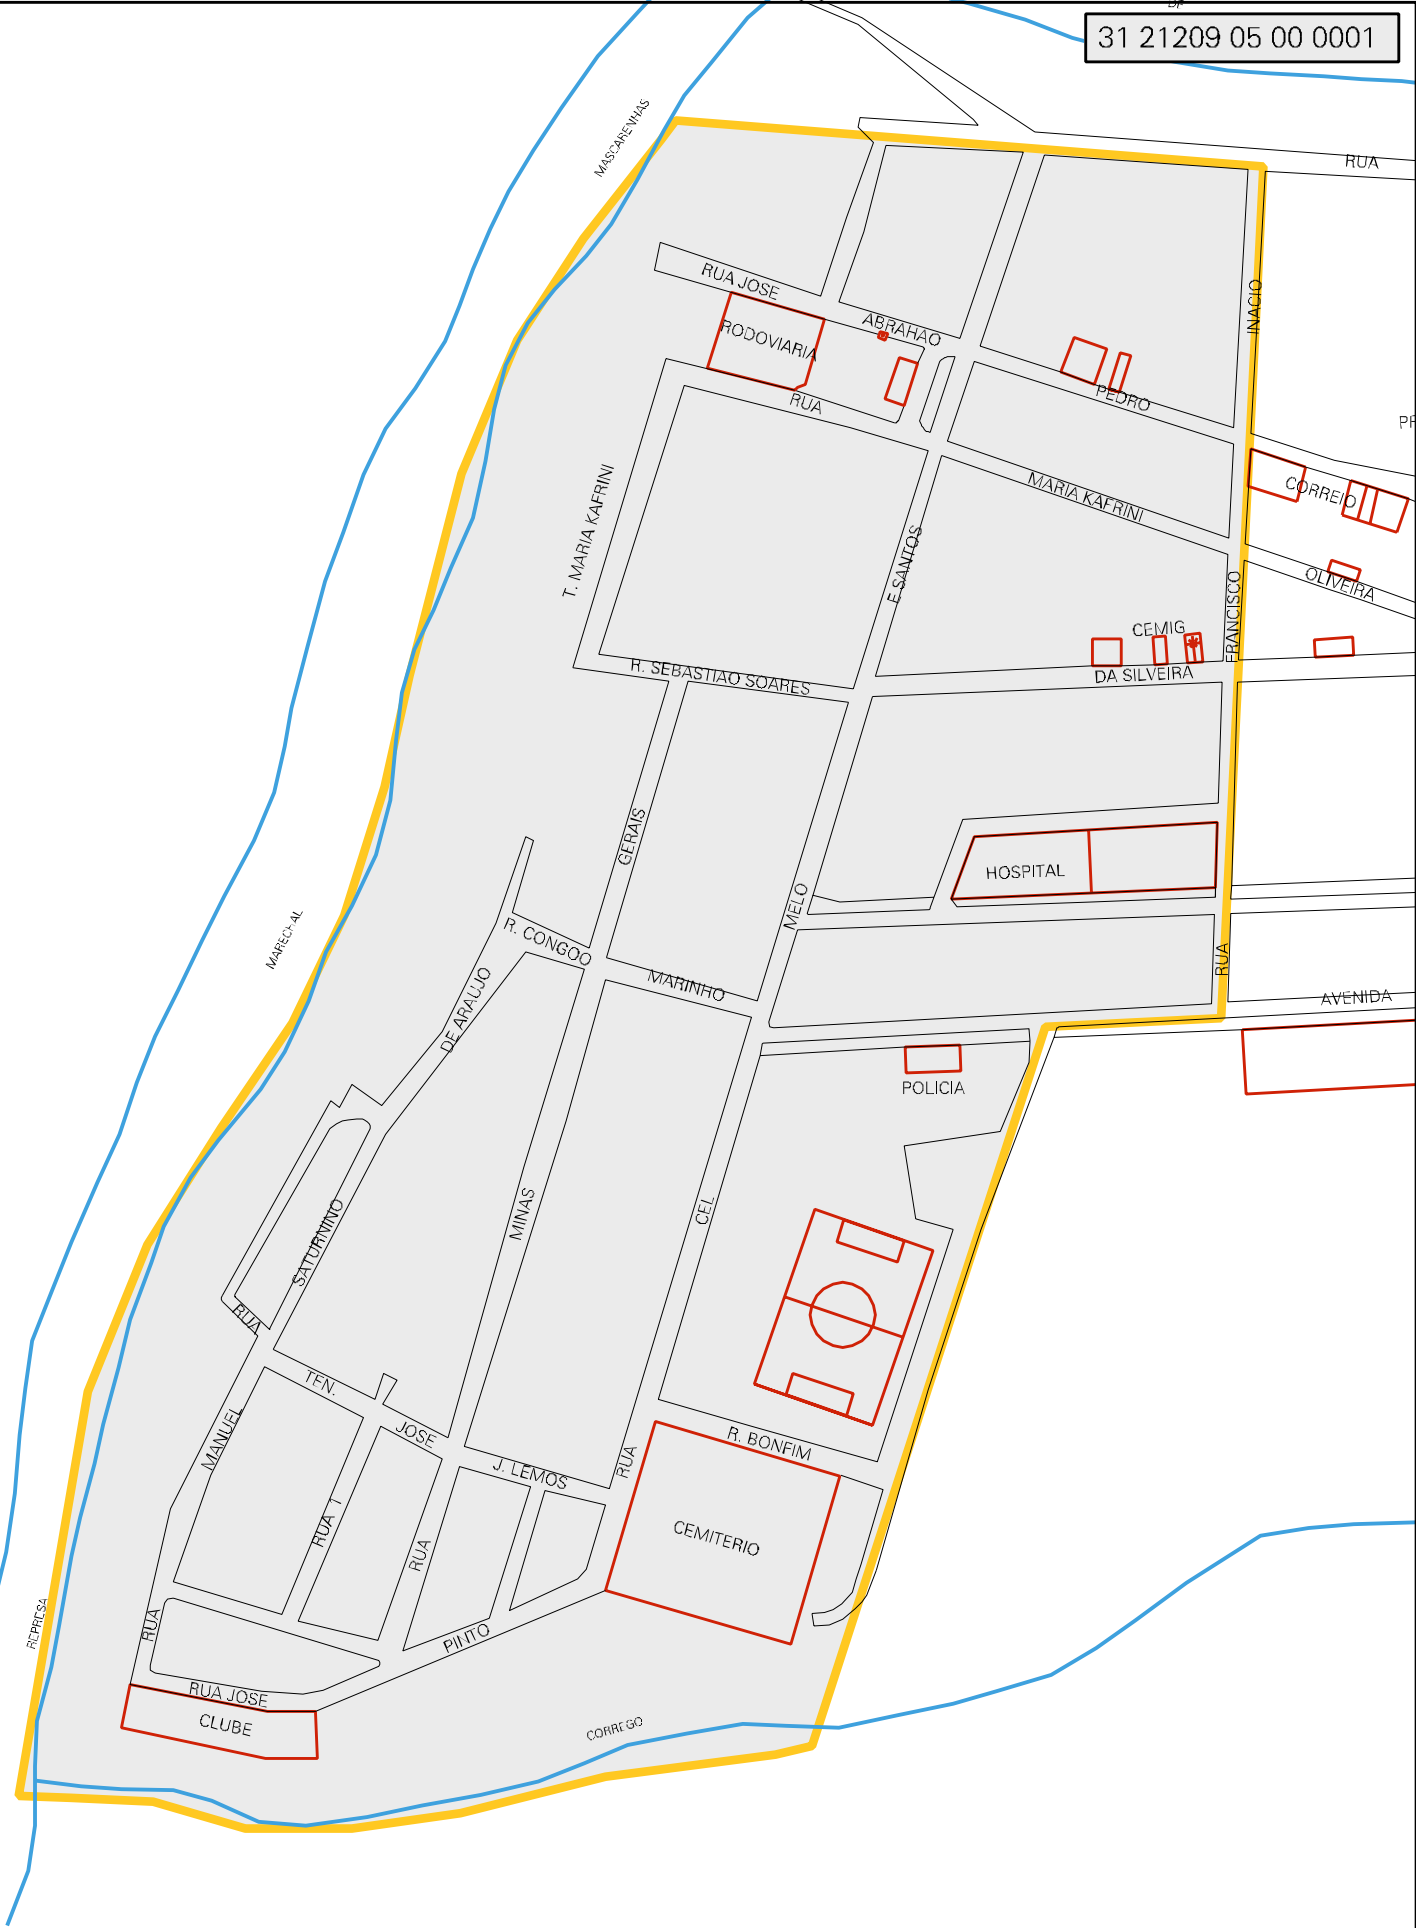 31 21209 05 00 0001
MASCARENHAS
RUA
RUA JOSE
ABRAHAO
INACIO
RODOVIARIA
PEDRO
RUA
CORREIO
MARIA KAFRINI
T. MARIA KAFRINI
E SANTOS
OLIVEIRA
FRANCISCO
CEMIG
R. SEBASTIAO SOARES
DA SILVEIRA
GERAIS
HOSPITAL
MELO
MARECHAL
R. CONGOO
MARINHO
RUA
AVENIDA
DE ARAUJO
POLICIA
MINAS
CEL
SATURNINO
RUA
TEN.
JOSE
MANUEL
R. BONFIM
J. LEMOS
RUA
RUA 1
RUA
CEMITERIO
REPRESA
RUA
PINTO
RUA JOSE
CLUBE
CORREGO